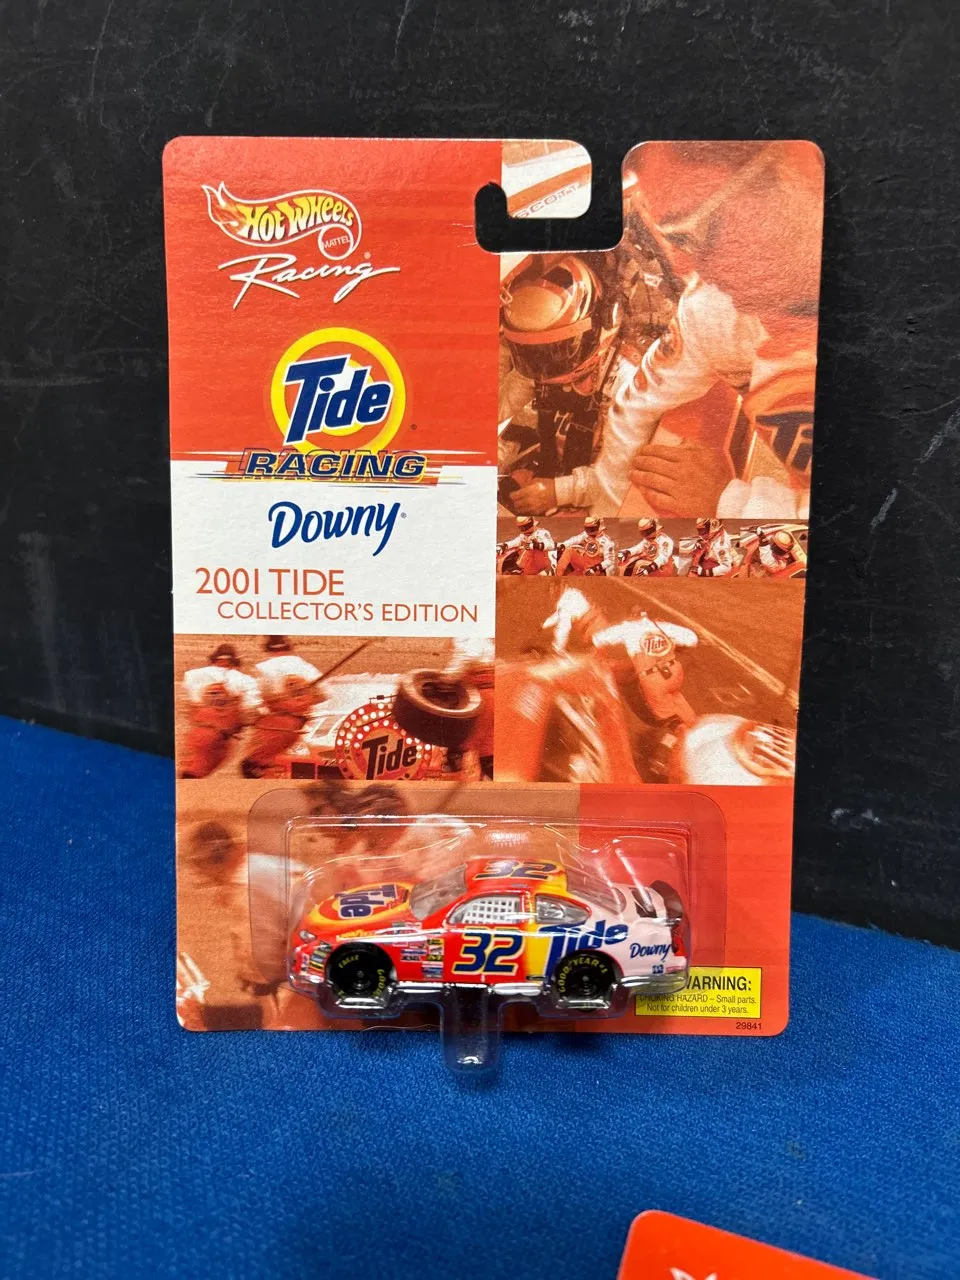 HOT WHEELS
MATTEL
Racing
Tide
RACING
Downy
2001 TIDE
COLLECTOR'S EDITION
Tide
Tide
32
Tide
32
Tide
Downy
EAGLE
GOODYEAR
WARNING:
CHOKING HAZARD – Small parts.
Not for children under 3 years.
29841